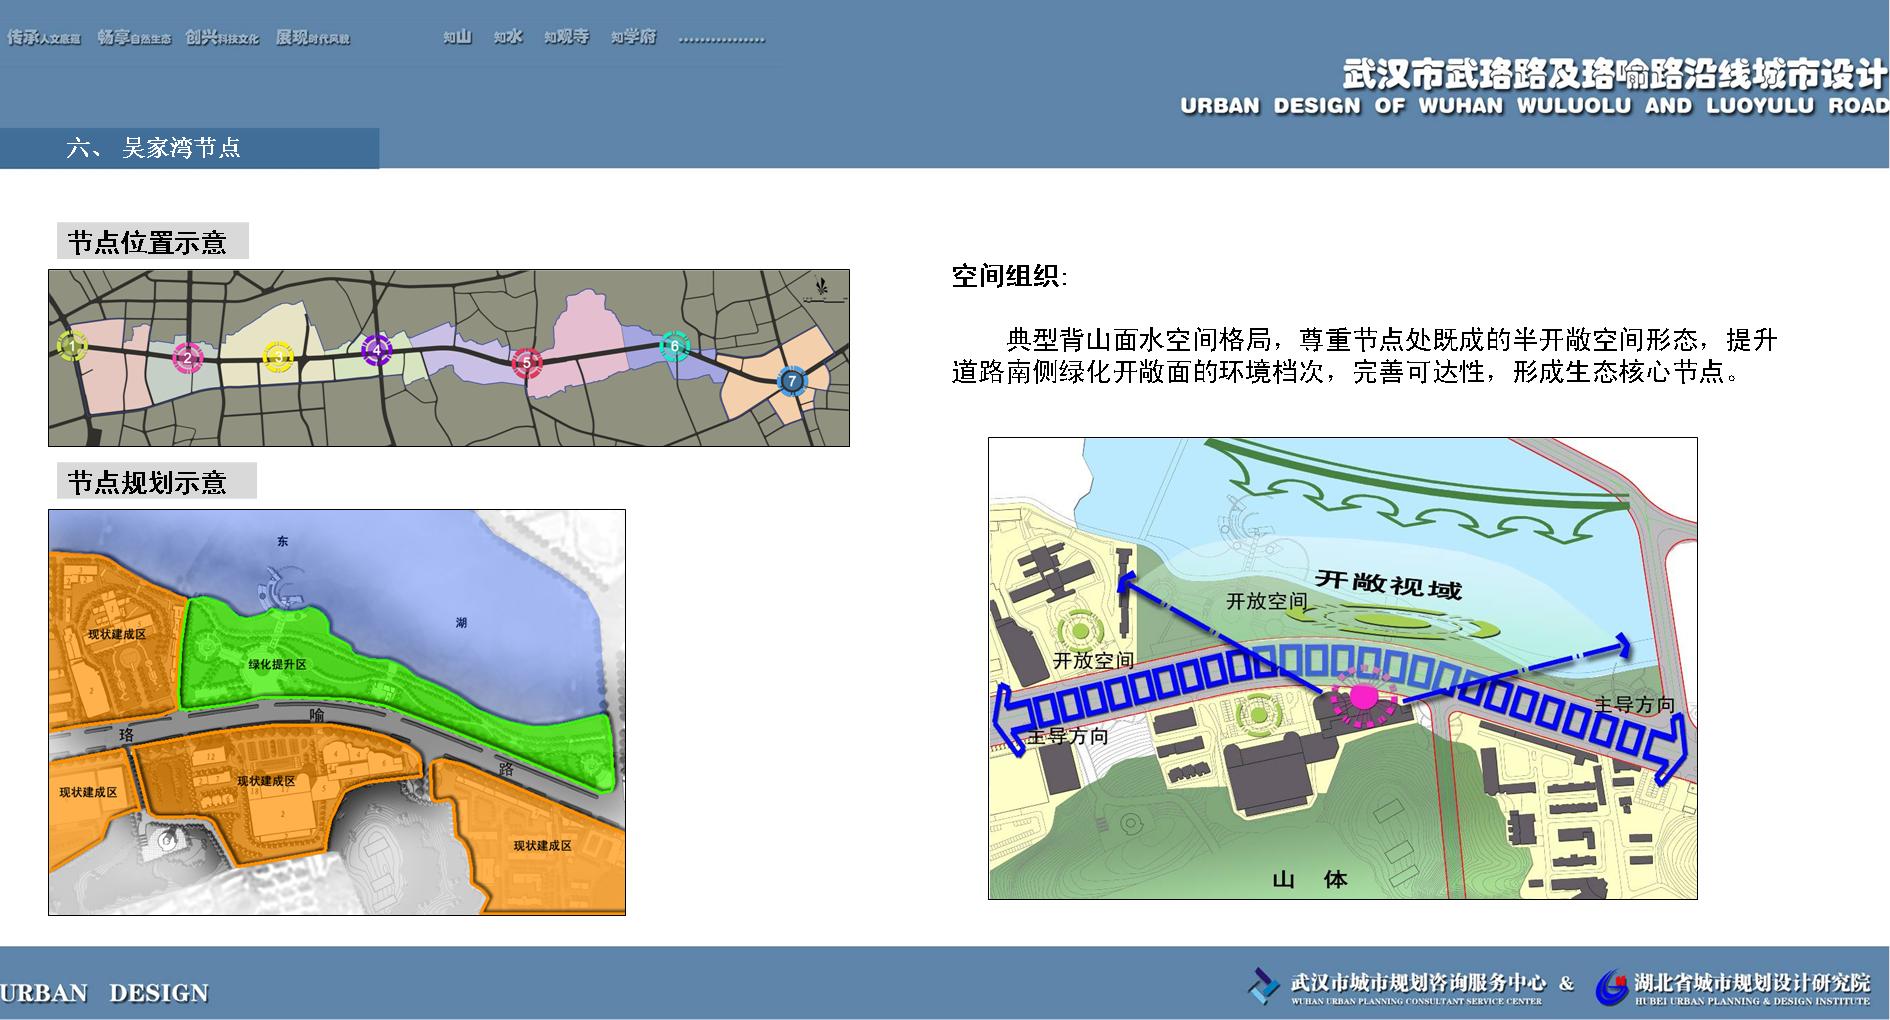 传承人文底蕴 畅享自然生态 创兴科技文化 展现时代风貌 知山 知水 知观寺 知学府 ................
武汉市武珞路及珞喻路沿线城市设计
URBAN DESIGN OF WUHAN WULUOLU AND LUOYULU ROAD
六、 吴家湾节点
节点位置示意
1
2
3
4
5
6
7
节点规划示意
东
湖
现状建成区
绿化提升区
珞
喻
路
现状建成区
现状建成区
现状建成区
空间组织:
典型背山面水空间格局，尊重节点处既成的半开敞空间形态，提升
道路南侧绿化开敞面的环境档次，完善可达性，形成生态核心节点。
开敞视域
开放空间
开放空间
主导方向
主导方向
山 体
URBAN DESIGN
武汉市城市规划咨询服务中心 & 湖北省城市规划设计研究院
WUHAN URBAN PLANNING CONSULTANT SERVICE CENTER HUBEI URBAN PLANNING & DESIGN INSTITUTE